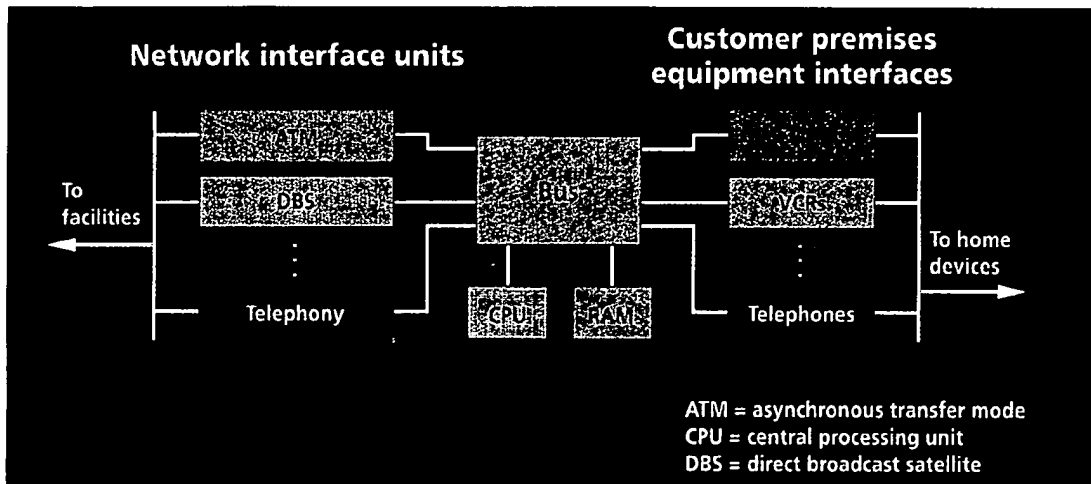 Network interface units
Customer premises
equipment interfaces
ATM
Bus
To
facilities
DBS
VCRs
To home
devices
Telephony
CPU
RAM
Telephones
ATM = asynchronous transfer mode
CPU = central processing unit
DBS = direct broadcast satellite